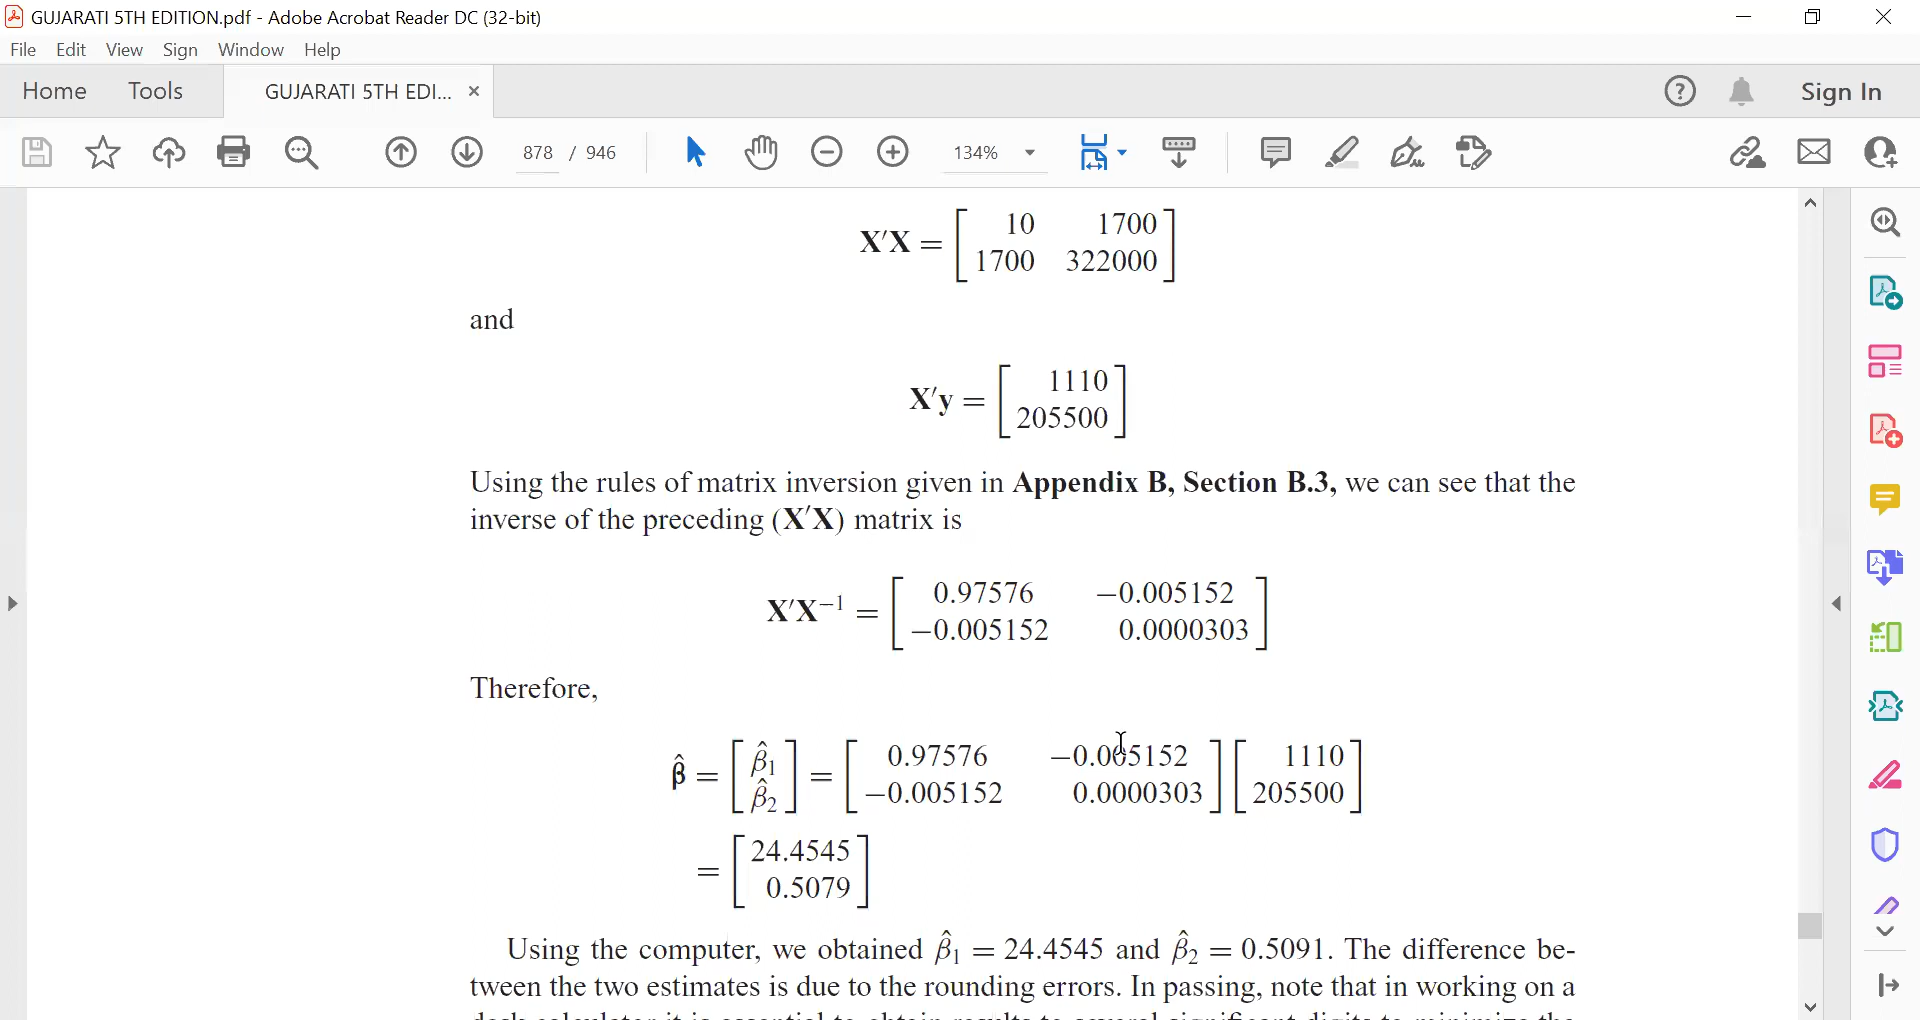 GUJARATI 5TH EDITION.pdf - Adobe Acrobat Reader DC (32-bit)
File Edit View Sign Window Help
Home Tools GUJARATI 5TH EDI... × Sign In
878 / 946 134%
X′X = [ 10 1700
1700 322000 ]
and
X′y = [ 1110
205500 ]
Using the rules of matrix inversion given in Appendix B, Section B.3, we can see that the
inverse of the preceding (X′X) matrix is
X′X⁻¹ = [ 0.97576 −0.005152
−0.005152 0.0000303 ]
Therefore,
β̂ = [ β̂₁ β̂₂ ] = [ 0.97576 −0.005152
−0.005152 0.0000303 ] [ 1110
205500 ]
= [ 24.4545
0.5079 ]
Using the computer, we obtained β̂₁ = 24.4545 and β̂₂ = 0.5091. The difference be-
tween the two estimates is due to the rounding errors. In passing, note that in working on a